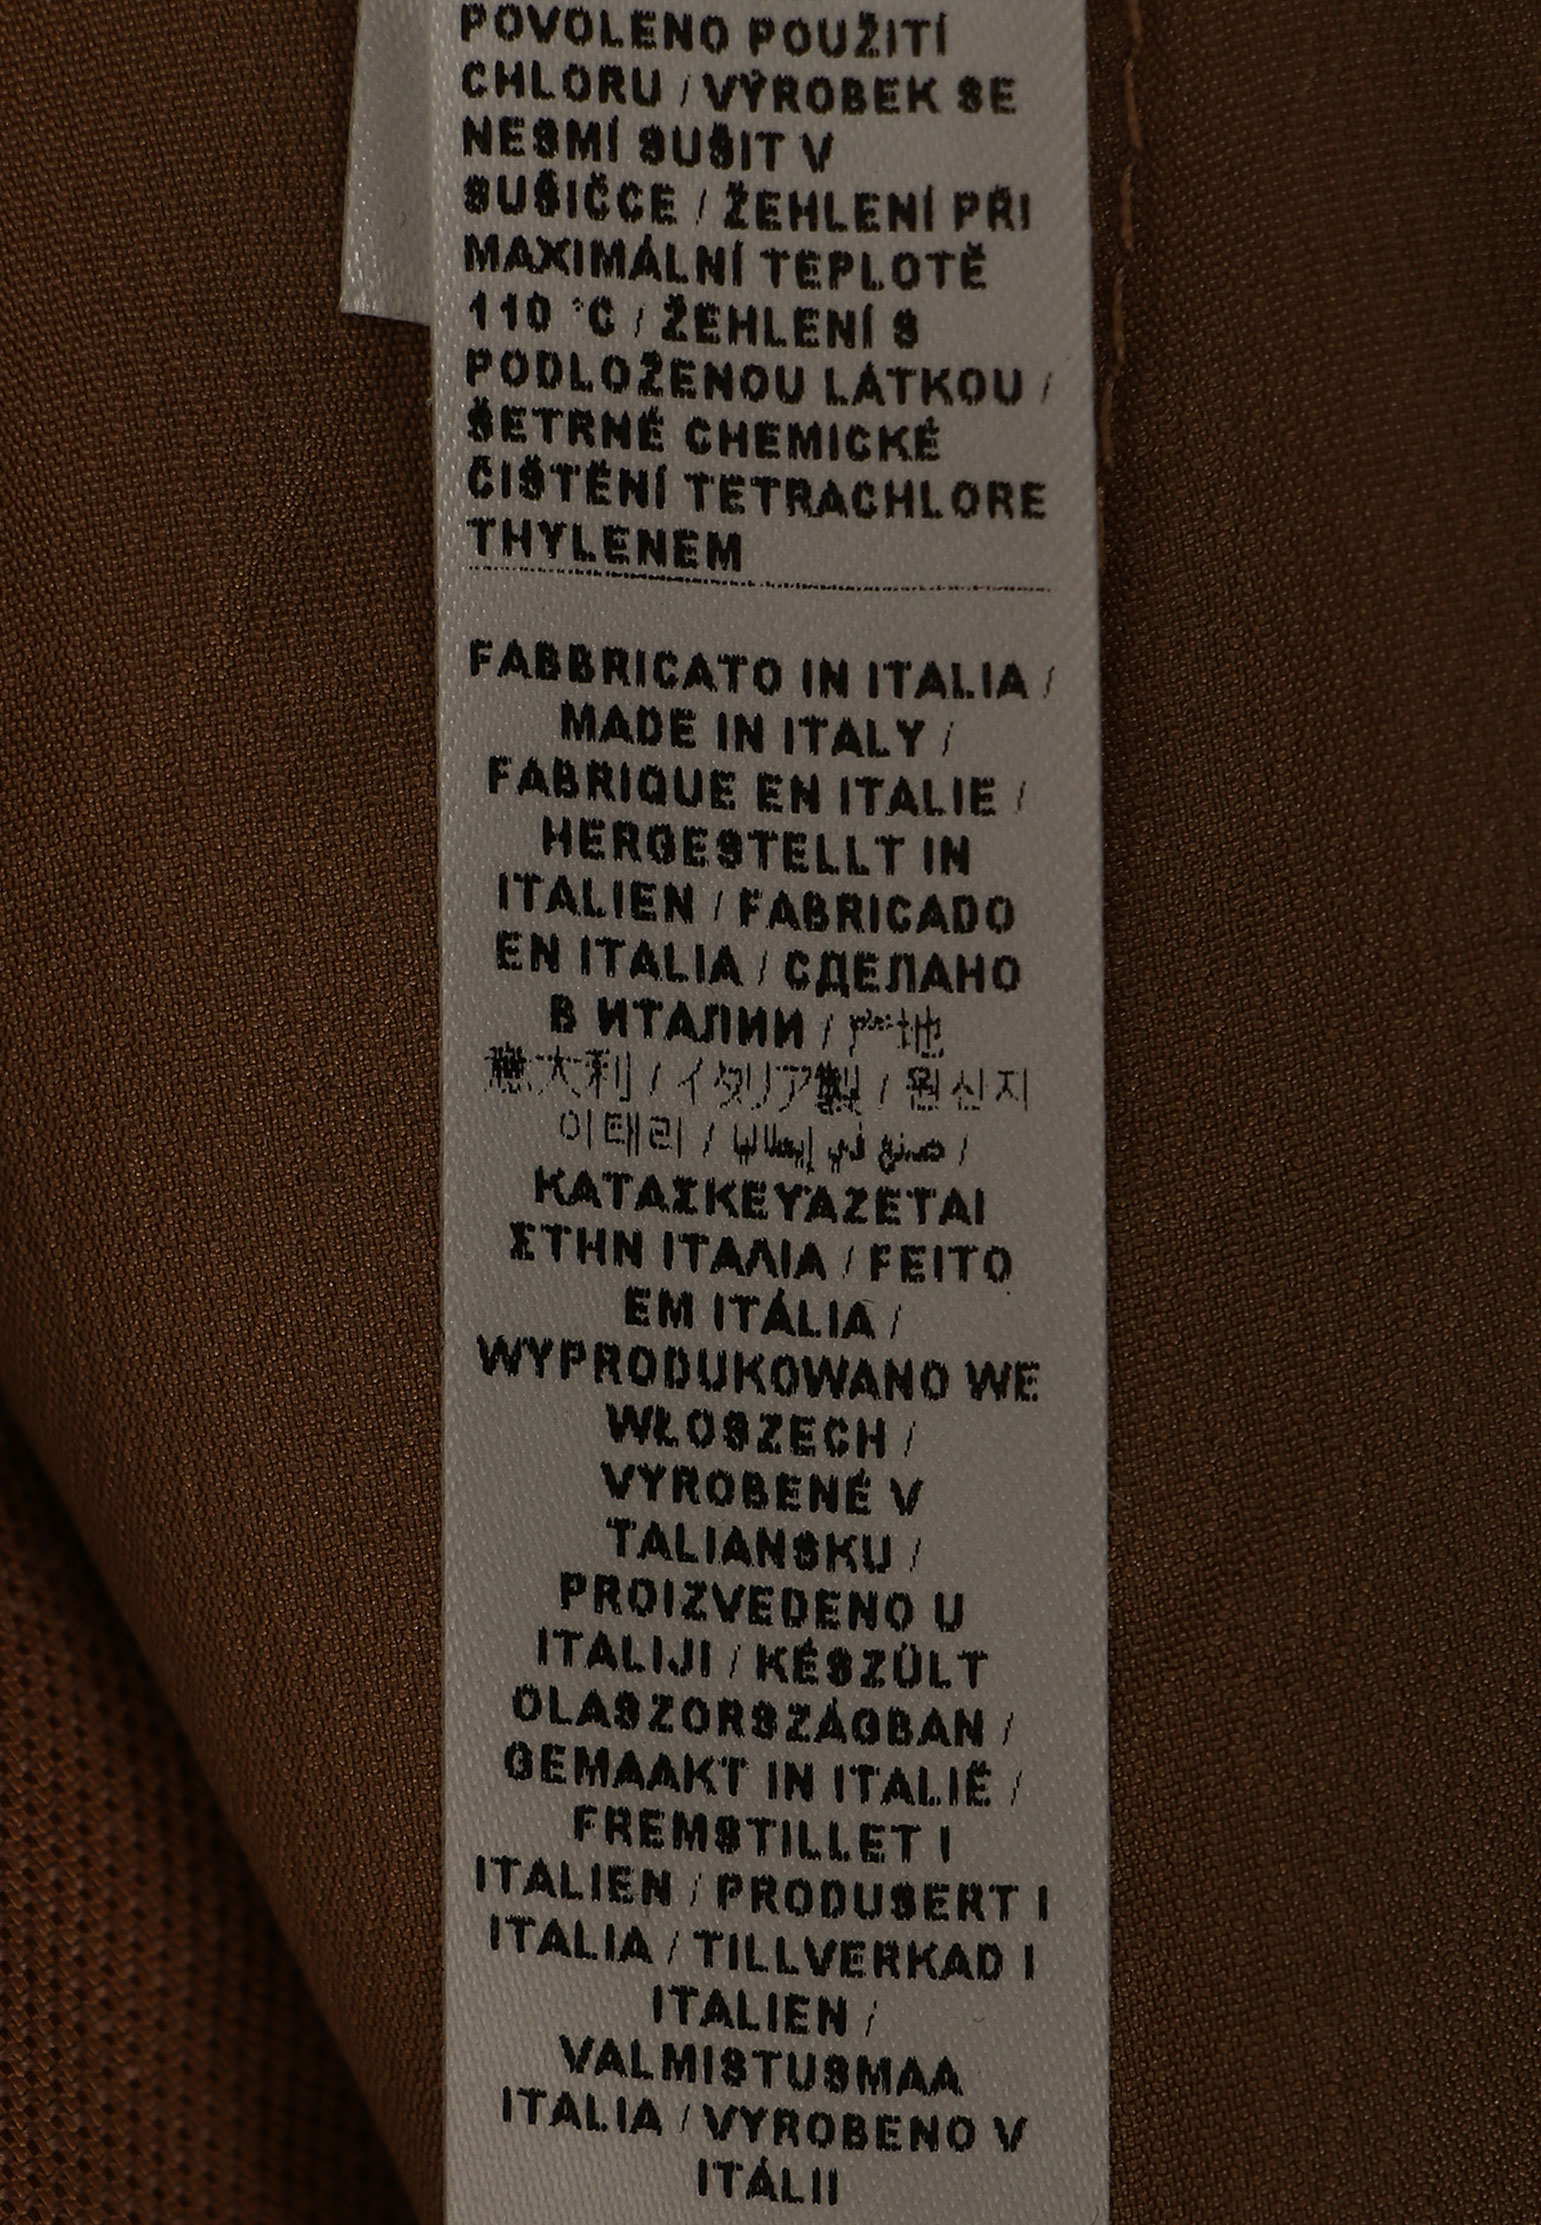 POVOLENO POUŽITÍ
CHLORU / VÝROBEK SE
NESMÍ SUŠIT V
SUŠIČCE / ŽEHLENÍ PŘI
MAXIMÁLNÍ TEPLOTĚ
110 °C / ŽEHLENÍ S
PODLOŽENOU LÁTKOU /
ŠETRNÉ CHEMICKÉ
ČIŠTĚNÍ TETRACHLORE
THYLENEM
FABBRICATO IN ITALIA /
MADE IN ITALY /
FABRIQUE EN ITALIE /
HERGESTELLT IN
ITALIEN / FABRICADO
EN ITALIA / СДЕЛАНО
В ИТАЛИИ / 产地
意大利 / イタリア製 / 원산지
이태리 / صنع في إيطاليا /
ΚΑΤΑΣΚΕΥΑΖΕΤΑΙ
ΣΤΗΝ ΙΤΑΛΙΑ / FEITO
EM ITÁLIA /
WYPRODUKOWANO WE
WŁOSZECH /
VYROBENÉ V
TALIANSKU /
PROIZVEDENO U
ITALIJI / KÉSZÜLT
OLASZORSZÁGBAN /
GEMAAKT IN ITALIË /
FREMSTILLET I
ITALIEN / PRODUSERT I
ITALIA / TILLVERKAD I
ITALIEN /
VALMISTUSMAA
ITALIA / VYROBENO V
ITÁLII